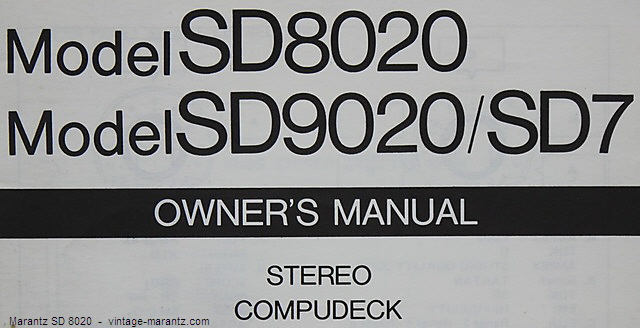 Model SD8020
Model SD9020/SD7
OWNER'S MANUAL
STEREO
COMPUDECK
Marantz SD 8020 - vintage-marantz.com